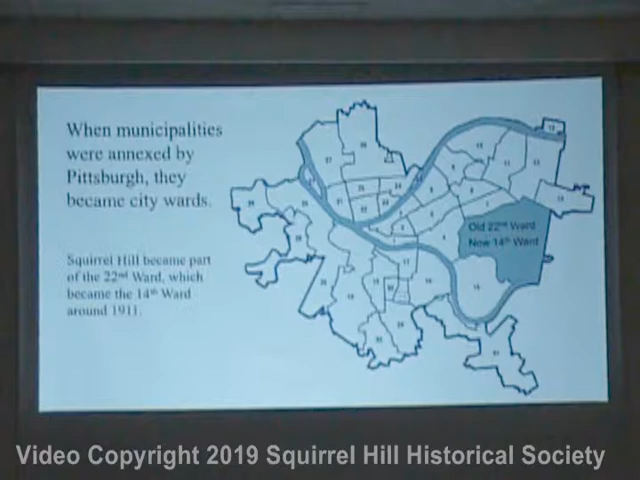 When municipalities
were annexed by
Pittsburgh, they
became city wards.
Squirrel Hill became part
of the 22nd Ward, which
became the 14th Ward
around 1911.
Old 22nd Ward
Now 14th Ward
Video Copyright 2019 Squirrel Hill Historical Society